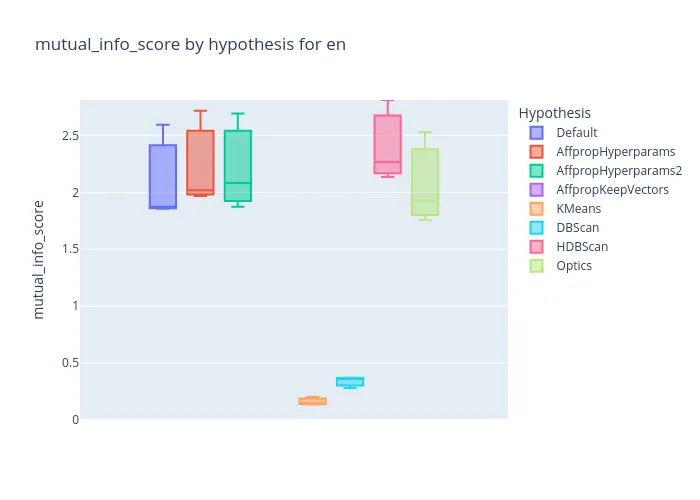 mutual_info_score by hypothesis for en
Hypothesis
Default
AffpropHyperparams
AffpropHyperparams2
AffpropKeepVectors
KMeans
DBScan
HDBScan
Optics
mutual_info_score
2.5
2
1.5
1
0.5
0